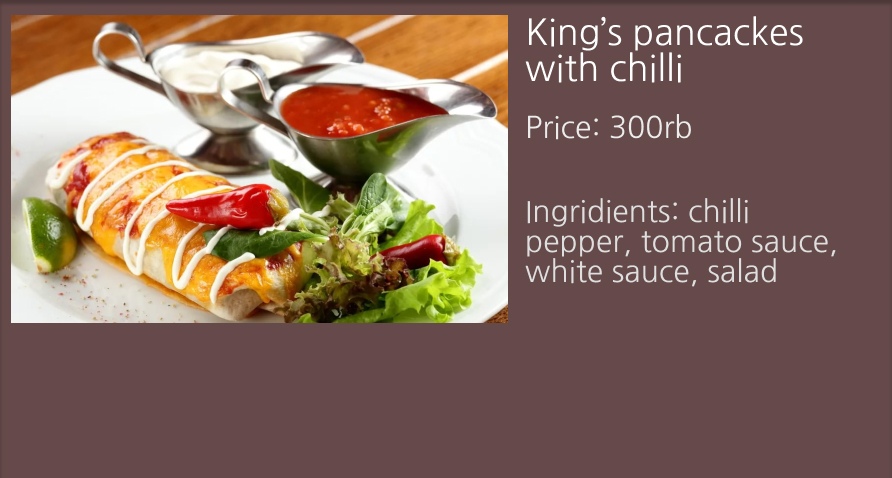 King's pancackes
with chilli
Price: 300rb
Ingridients: chilli
pepper, tomato sauce,
white sauce, salad